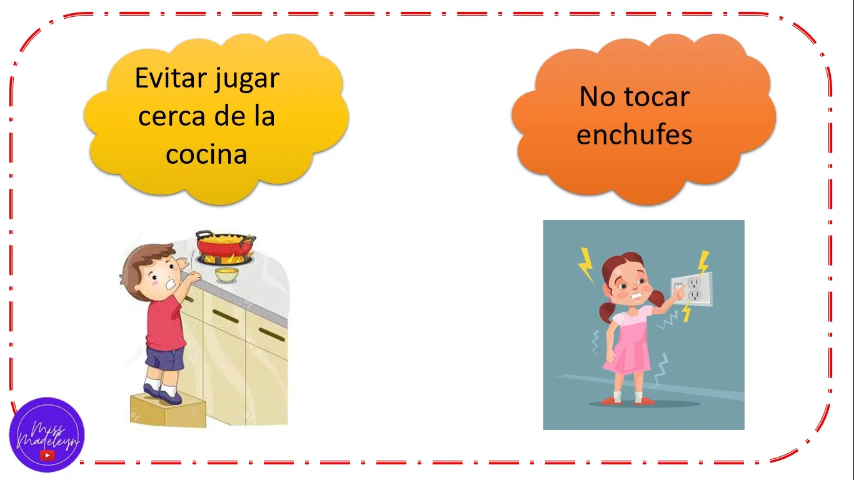 Evitar jugar
cerca de la
cocina
No tocar
enchufes
Miss
Madeleyn